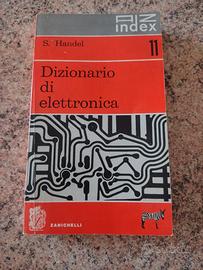 index
S. Handel
11
Dizionario
di
elettronica
ZANICHELLI